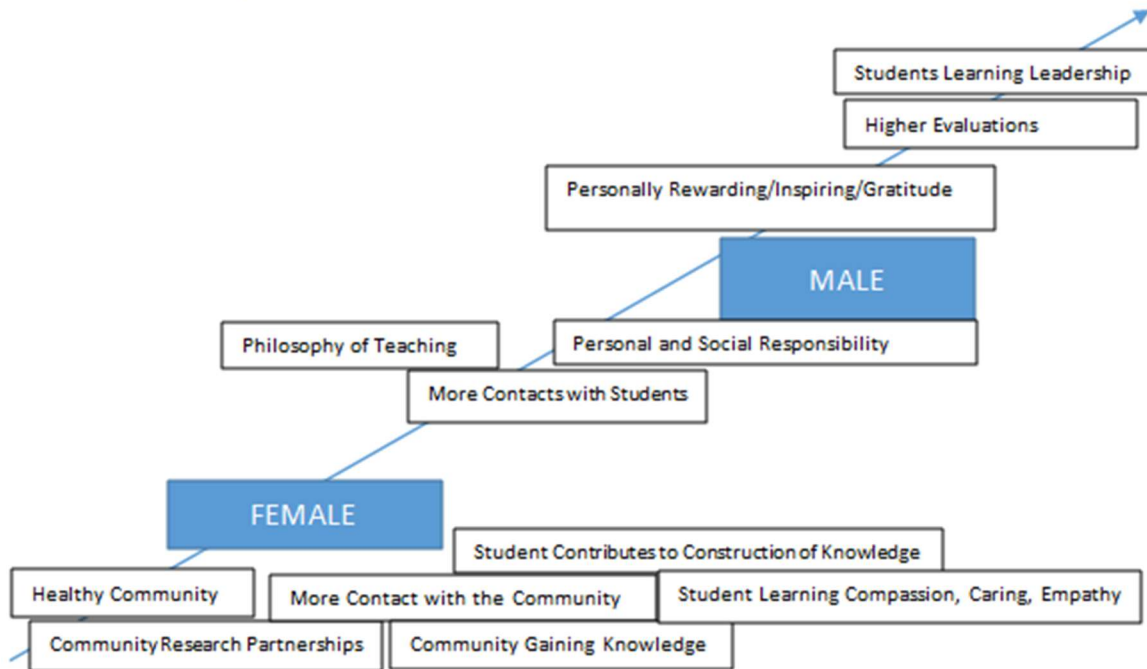 Students Learning Leadership
Higher Evaluations
Personally Rewarding/Inspiring/Gratitude
MALE
Philosophy of Teaching
Personal and Social Responsibility
More Contacts with Students
FEMALE
Student Contributes to Construction of Knowledge
Healthy Community
More Contact with the Community
Student Learning Compassion, Caring, Empathy
Community Research Partnerships
Community Gaining Knowledge